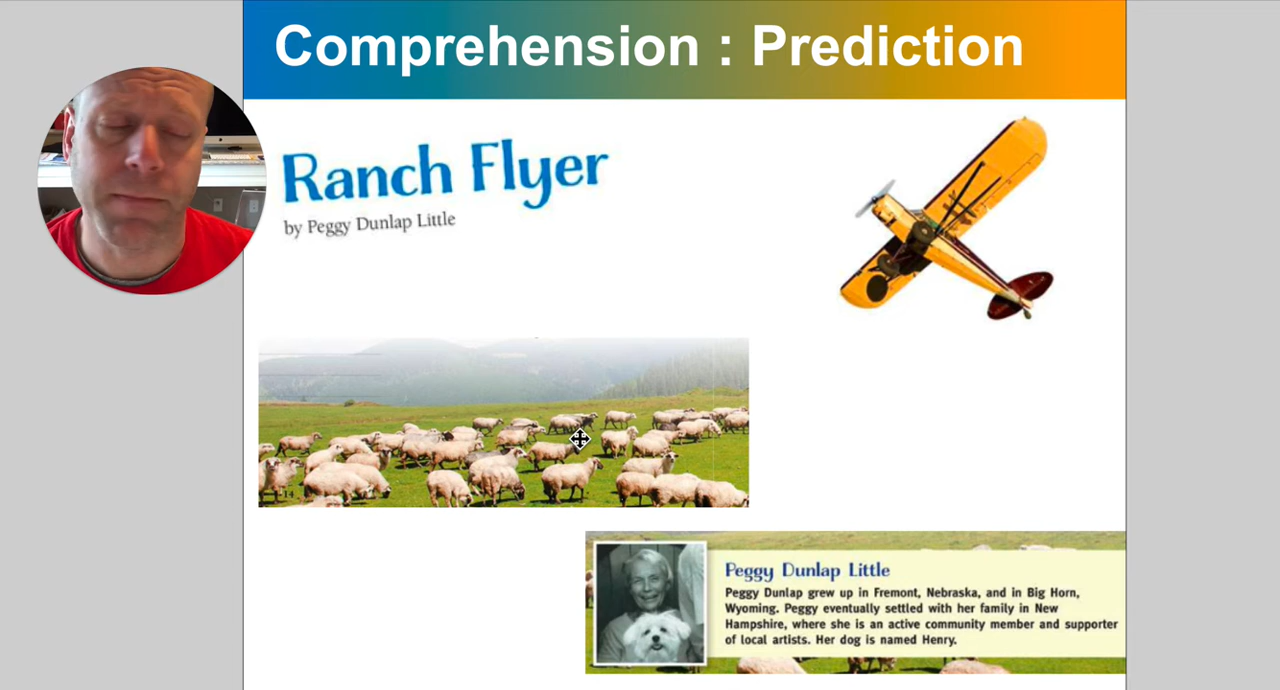 Comprehension : Prediction
Ranch Flyer
by Peggy Dunlap Little
14
Peggy Dunlap Little
Peggy Dunlap grew up in Fremont, Nebraska, and in Big Horn,
Wyoming. Peggy eventually settled with her family in New
Hampshire, where she is an active community member and supporter
of local artists. Her dog is named Henry.